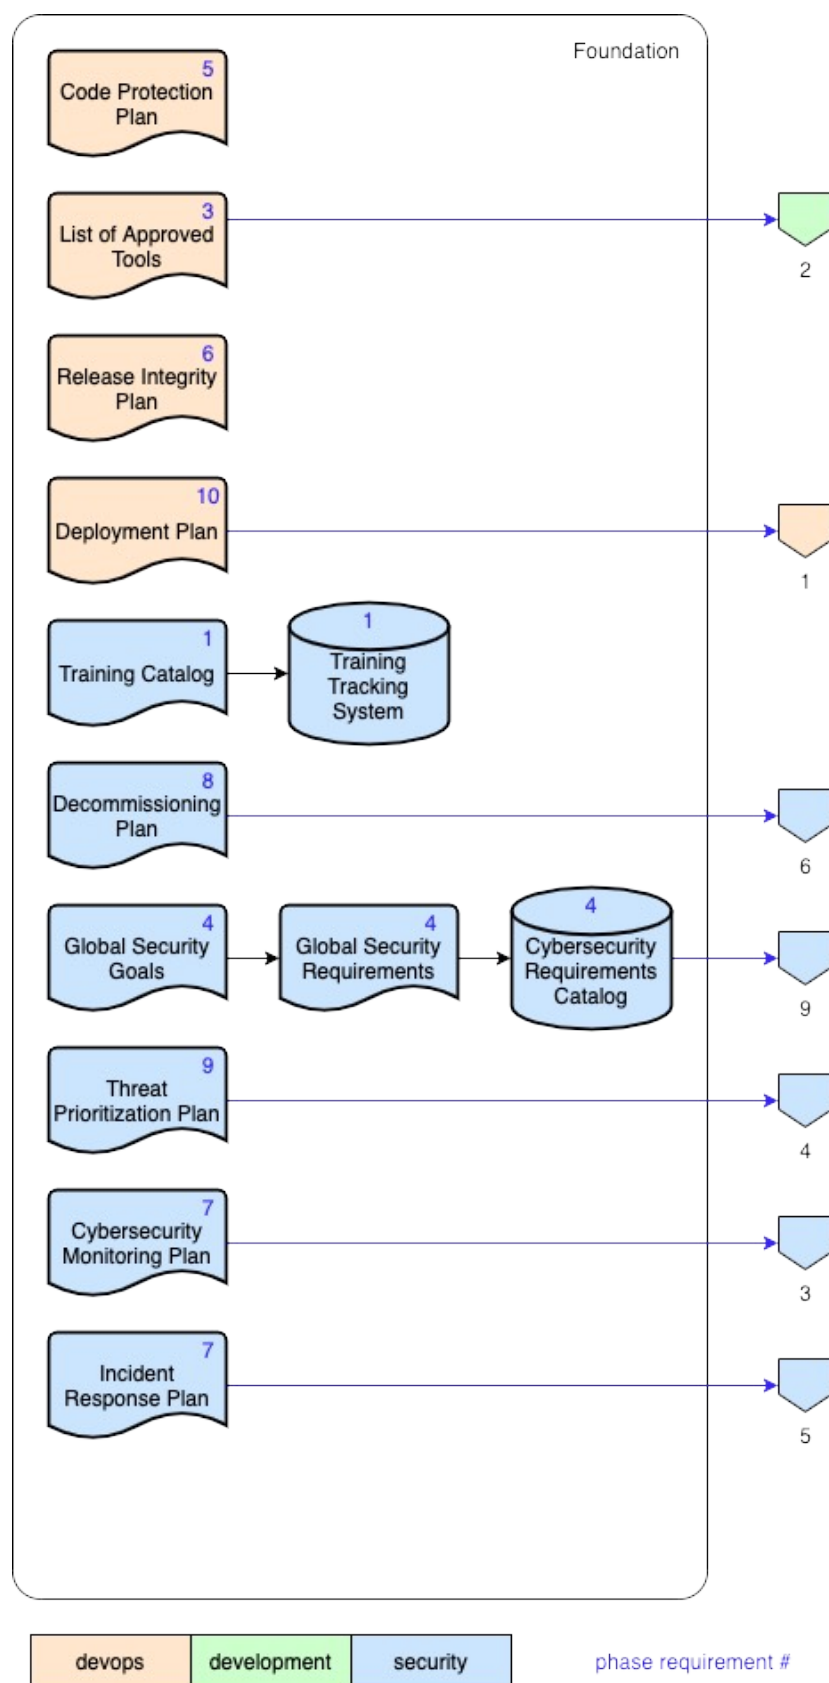 Foundation
5
Code Protection
Plan
3
List of Approved
Tools
2
6
Release Integrity
Plan
10
Deployment Plan
1
1
Training Catalog
1
Training
Tracking
System
8
Decommissioning
Plan
6
4
Global Security
Goals
4
Global Security
Requirements
4
Cybersecurity
Requirements
Catalog
9
9
Threat
Prioritization Plan
4
7
Cybersecurity
Monitoring Plan
3
7
Incident
Response Plan
5
devops
development
security
phase requirement #